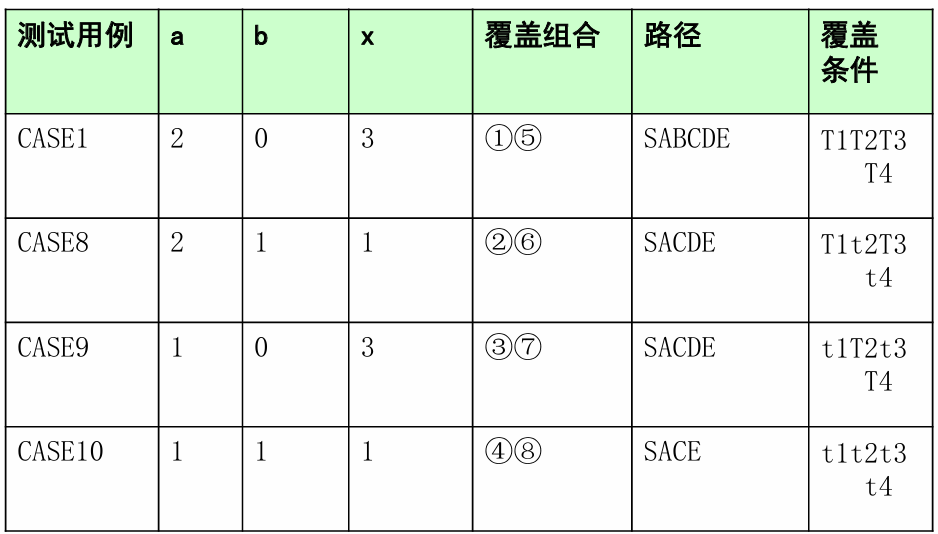 测试用例 a b x 覆盖组合 路径 覆盖
条件
CASE1 2 0 3 ①⑤ SABCDE T1T2T3
T4
CASE8 2 1 1 ②⑥ SACDE T1t2T3
t4
CASE9 1 0 3 ③⑦ SACDE t1T2t3
T4
CASE10 1 1 1 ④⑧ SACE t1t2t3
t4